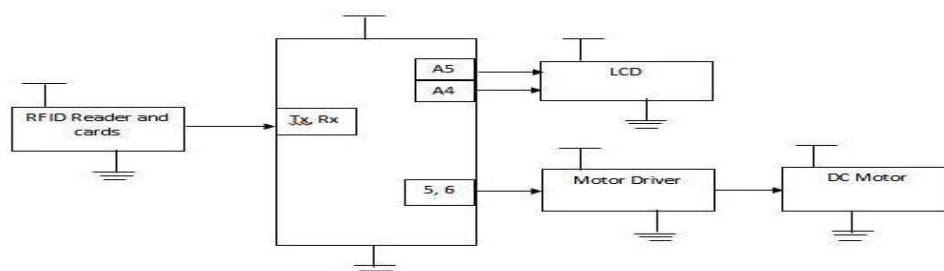 A5
LCD
A4
RFID Reader and
cards
Tx, Rx
5, 6
Motor Driver
DC Motor